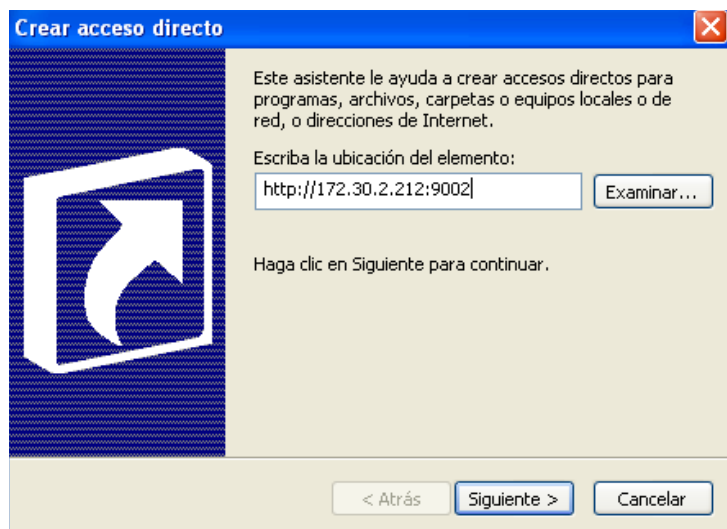 Crear acceso directo
Este asistente le ayuda a crear accesos directos para
programas, archivos, carpetas o equipos locales o de
red, o direcciones de Internet.
Escriba la ubicación del elemento:
http://172.30.2.212:9002
Examinar...
Haga clic en Siguiente para continuar.
< Atrás
Siguiente >
Cancelar